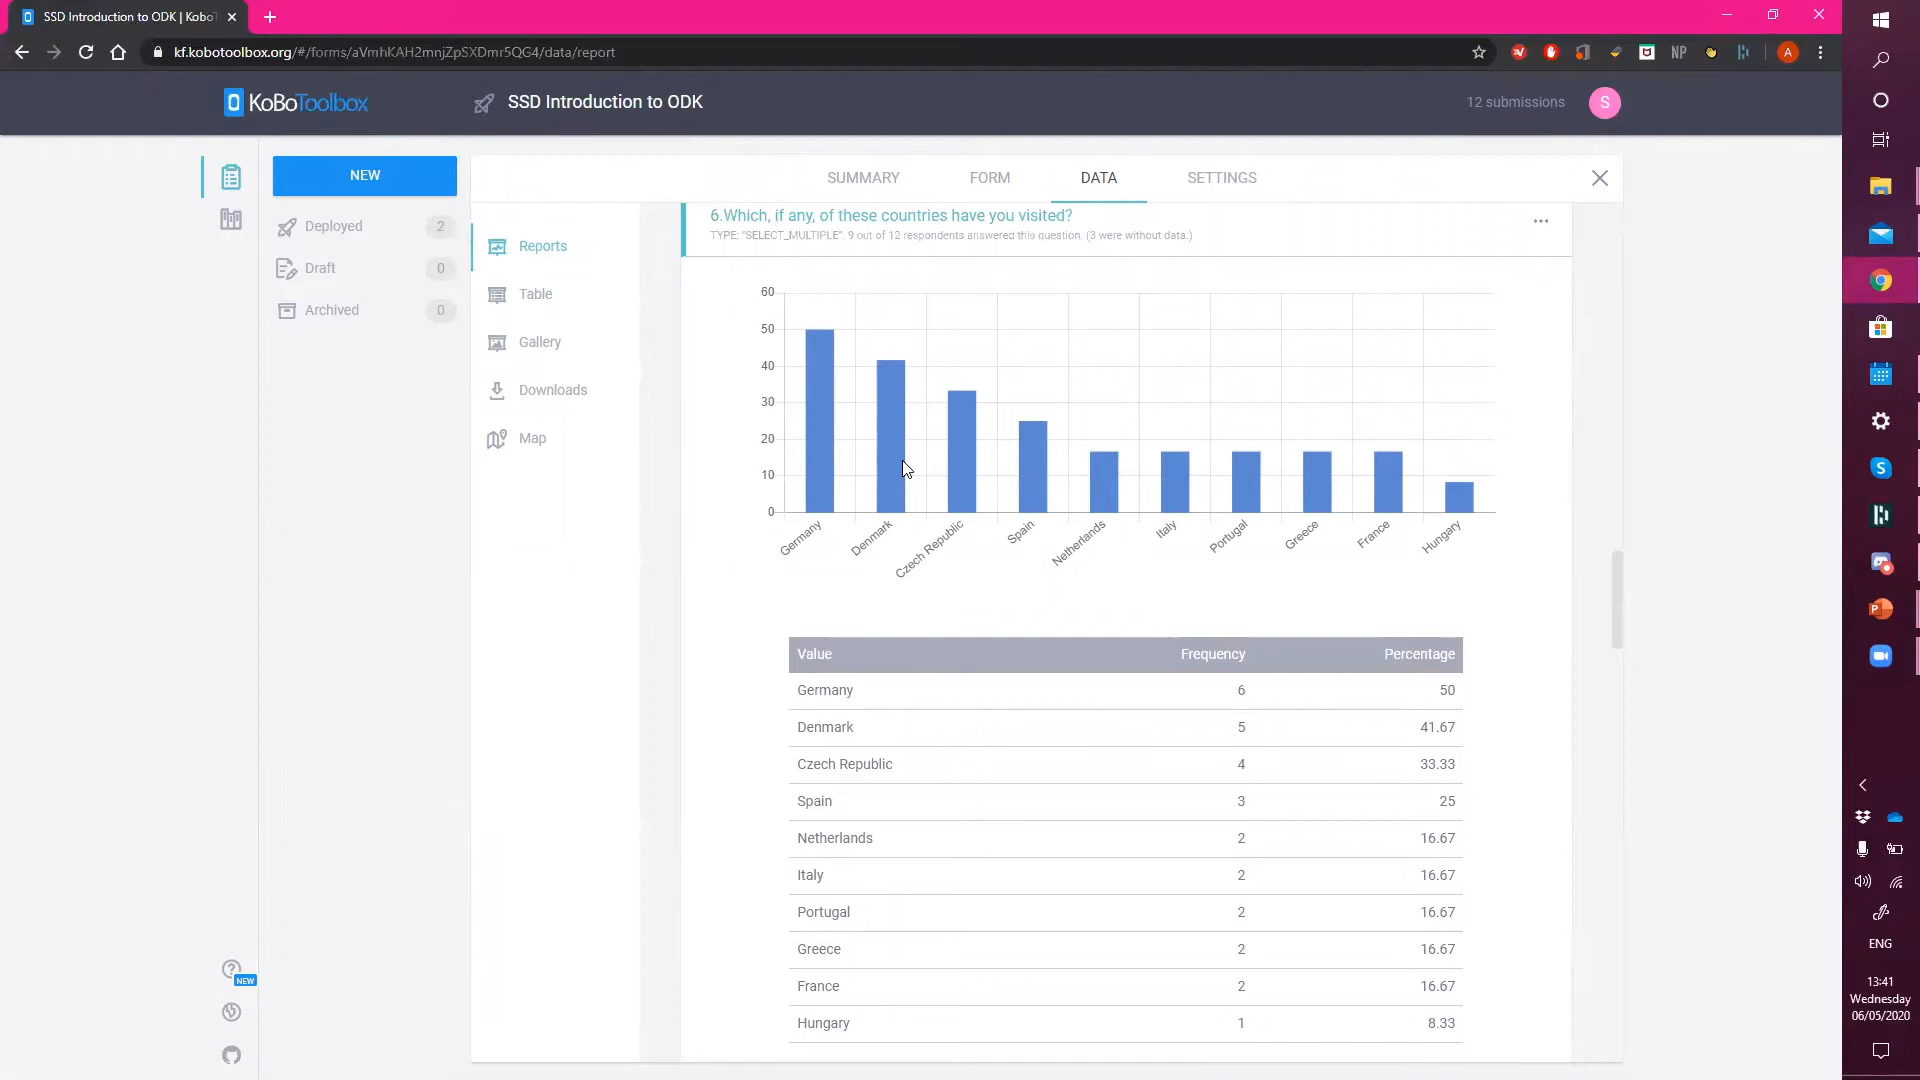 SSD Introduction to ODK | KoboT
kf.kobotoolbox.org/#/forms/aVmhKAH2mnjZpSXDmr5QG4/data/report
NP
A
KoBoToolbox
SSD Introduction to ODK
12 submissions
S
NEW
SUMMARY
FORM
DATA
SETTINGS
Deployed
2
Draft
0
Archived
0
Reports
Table
Gallery
Downloads
Map
6.Which, if any, of these countries have you visited?
TYPE: "SELECT_MULTIPLE". 9 out of 12 respondents answered this question. (3 were without data.)
60
50
40
30
20
10
0
Germany
Denmark
Czech Republic
Spain
Netherlands
Italy
Portugal
Greece
France
Hungary
Value Frequency Percentage
Germany 6 50
Denmark 5 41.67
Czech Republic 4 33.33
Spain 3 25
Netherlands 2 16.67
Italy 2 16.67
Portugal 2 16.67
Greece 2 16.67
France 2 16.67
Hungary 1 8.33
NEW
ENG
13:41
Wednesday
06/05/2020